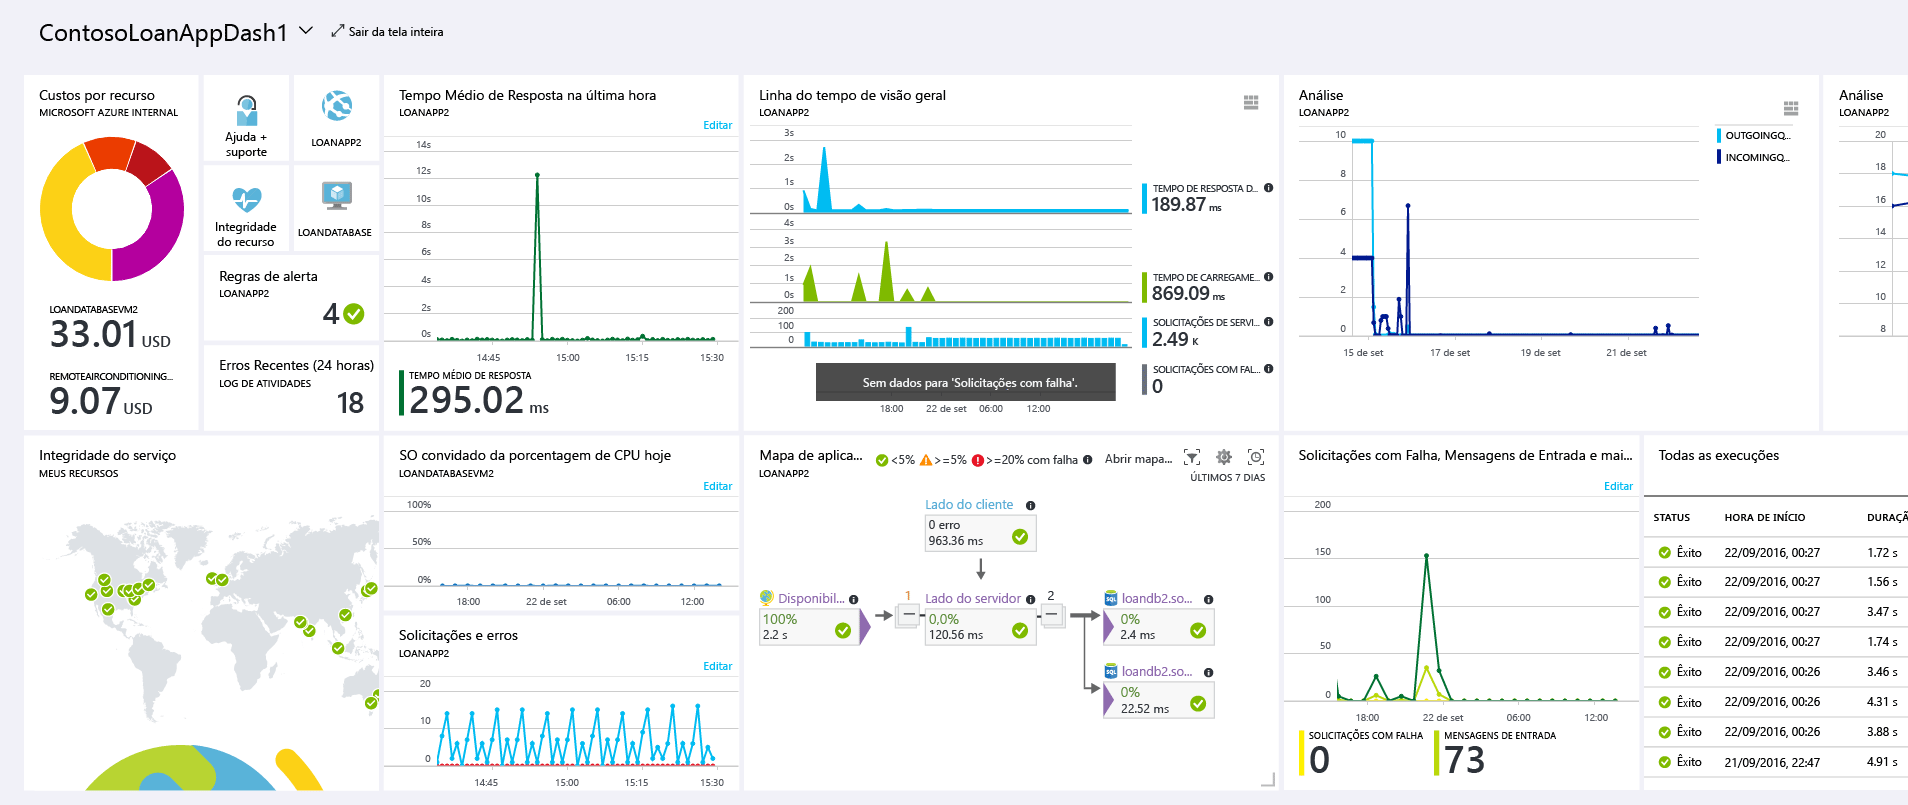 ContosoLoanAppDash1
Sair da tela inteira
Custos por recurso
MICROSOFT AZURE INTERNAL
LOANDATABASEVM2
33.01 USD
REMOTEAIRCONDITIONING...
9.07 USD
Ajuda +
suporte
LOANAPP2
Integridade
do recurso
LOANDATABASE
Regras de alerta
LOANAPP2
4
Erros Recentes (24 horas)
LOG DE ATIVIDADES
18
Tempo Médio de Resposta na última hora
LOANAPP2
Editar
14s
12s
10s
8s
6s
4s
2s
0s
14:45
15:00
15:15
15:30
TEMPO MÉDIO DE RESPOSTA
295.02 ms
Linha do tempo de visão geral
LOANAPP2
3s
2s
1s
0s
4s
3s
2s
1s
0s
200
100
0
Sem dados para 'Solicitações com falha'.
18:00
22 de set
06:00
12:00
TEMPO DE RESPOSTA D...
189.87 ms
TEMPO DE CARREGAME...
869.09 ms
SOLICITAÇÕES DE SERVI...
2.49 K
SOLICITAÇÕES COM FAL...
0
Análise
LOANAPP2
10
8
6
4
2
0
15 de set
17 de set
19 de set
21 de set
OUTGOINGQ...
INCOMINGQ...
Análise
LOANAPP2
20
18
16
14
12
10
8
Integridade do serviço
MEUS RECURSOS
SO convidado da porcentagem de CPU hoje
LOANDATABASEVM2
Editar
100%
50%
0%
18:00
22 de set
06:00
12:00
Solicitações e erros
LOANAPP2
Editar
20
10
0
14:45
15:00
15:15
15:30
Mapa de aplica...
LOANAPP2
<5%
>=5%
>=20% com falha
Abrir mapa...
ÚLTIMOS 7 DIAS
Lado do cliente
0 erro
963.36 ms
Disponibil...
100%
2.2 s
1
Lado do servidor
0,0%
120.56 ms
2
loandb2.so...
0%
2.4 ms
loandb2.so...
0%
22.52 ms
Solicitações com Falha, Mensagens de Entrada e mai...
Editar
200
150
100
50
0
18:00
22 de set
06:00
12:00
SOLICITAÇÕES COM FALHA
0
MENSAGENS DE ENTRADA
73
Todas as execuções
STATUS HORA DE INÍCIO DURAÇÃ
Êxito 22/09/2016, 00:27 1.72 s
Êxito 22/09/2016, 00:27 1.56 s
Êxito 22/09/2016, 00:27 3.47 s
Êxito 22/09/2016, 00:27 1.74 s
Êxito 22/09/2016, 00:26 3.46 s
Êxito 22/09/2016, 00:26 4.31 s
Êxito 22/09/2016, 00:26 3.88 s
Êxito 21/09/2016, 22:47 4.91 s